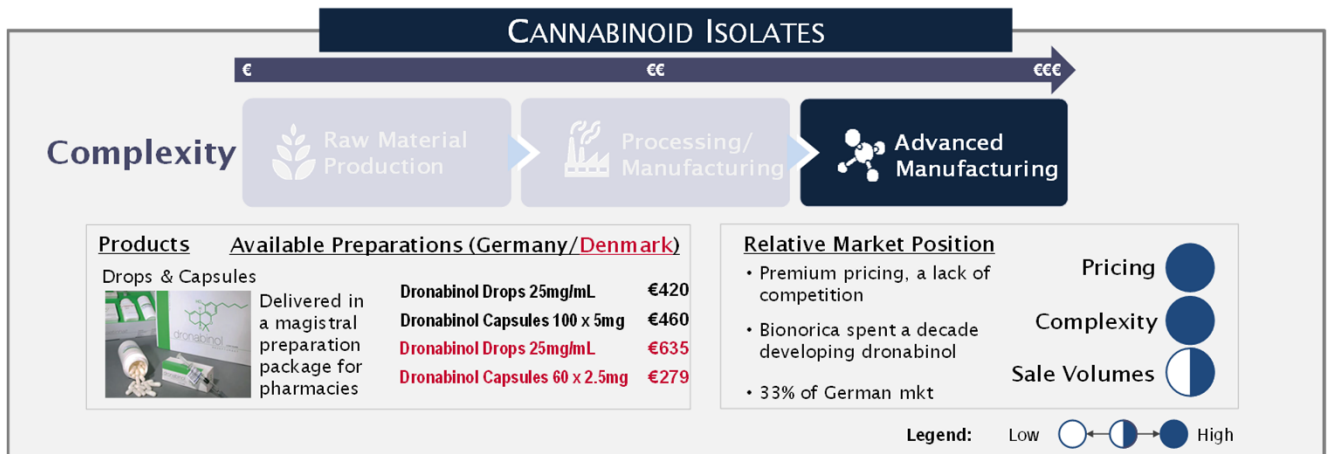 CANNABINOID ISOLATES
€ €€ €€€
Complexity
Raw Material
Production
Processing/
Manufacturing
Advanced
Manufacturing
Products
Available Preparations (Germany/Denmark)
Drops & Capsules
dronabinol
Delivered in
a magistral
preparation
package for
pharmacies
Dronabinol Drops 25mg/mL €420
Dronabinol Capsules 100 x 5mg €460
Dronabinol Drops 25mg/mL €635
Dronabinol Capsules 60 x 2.5mg €279
Relative Market Position
• Premium pricing, a lack of
competition
• Bionorica spent a decade
developing dronabinol
• 33% of German mkt
Pricing
Complexity
Sale Volumes
Legend: Low High